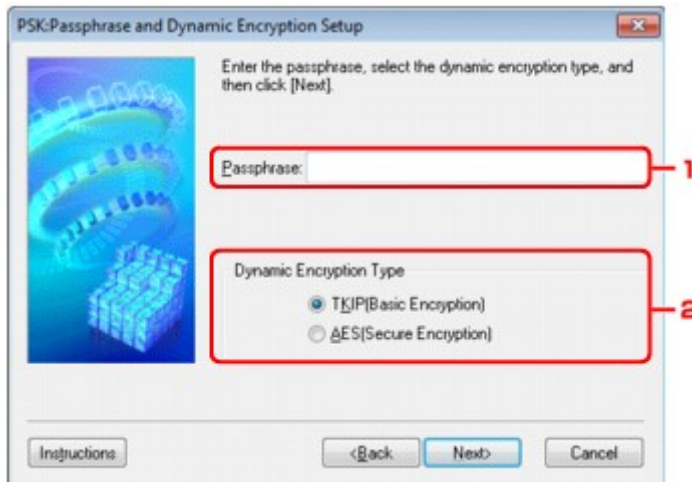 PSK:Passphrase and Dynamic Encryption Setup
Enter the passphrase, select the dynamic encryption type, and
then click [Next].
Passphrase:
1
Dynamic Encryption Type
TKIP(Basic Encryption)
AES(Secure Encryption)
2
Instructions
<Back
Next>
Cancel